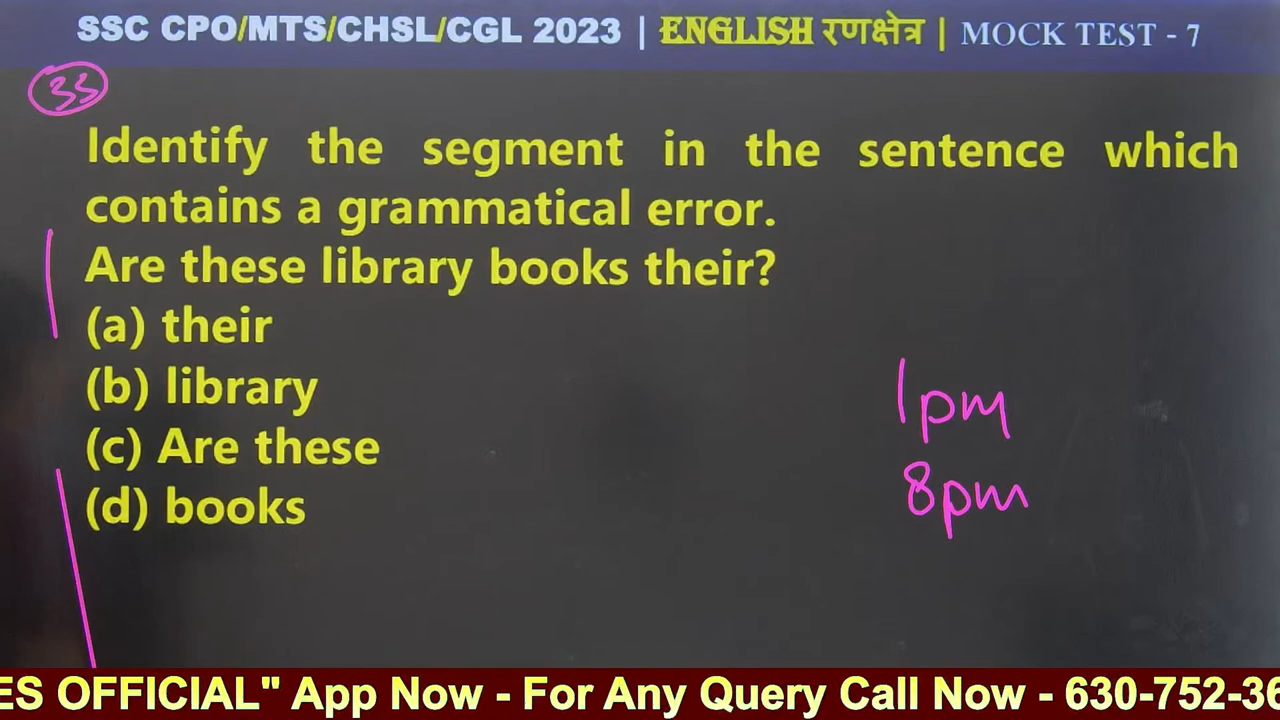 SSC CPO/MTS/CHSL/CGL 2023 | ENGLISH रणक्षेत्र | MOCK TEST - 7
33
Identify the segment in the sentence which
contains a grammatical error.
Are these library books their?
(a) their
(b) library
(c) Are these
(d) books
1pm
8pm
ES OFFICIAL" App Now - For Any Query Call Now - 630-752-36